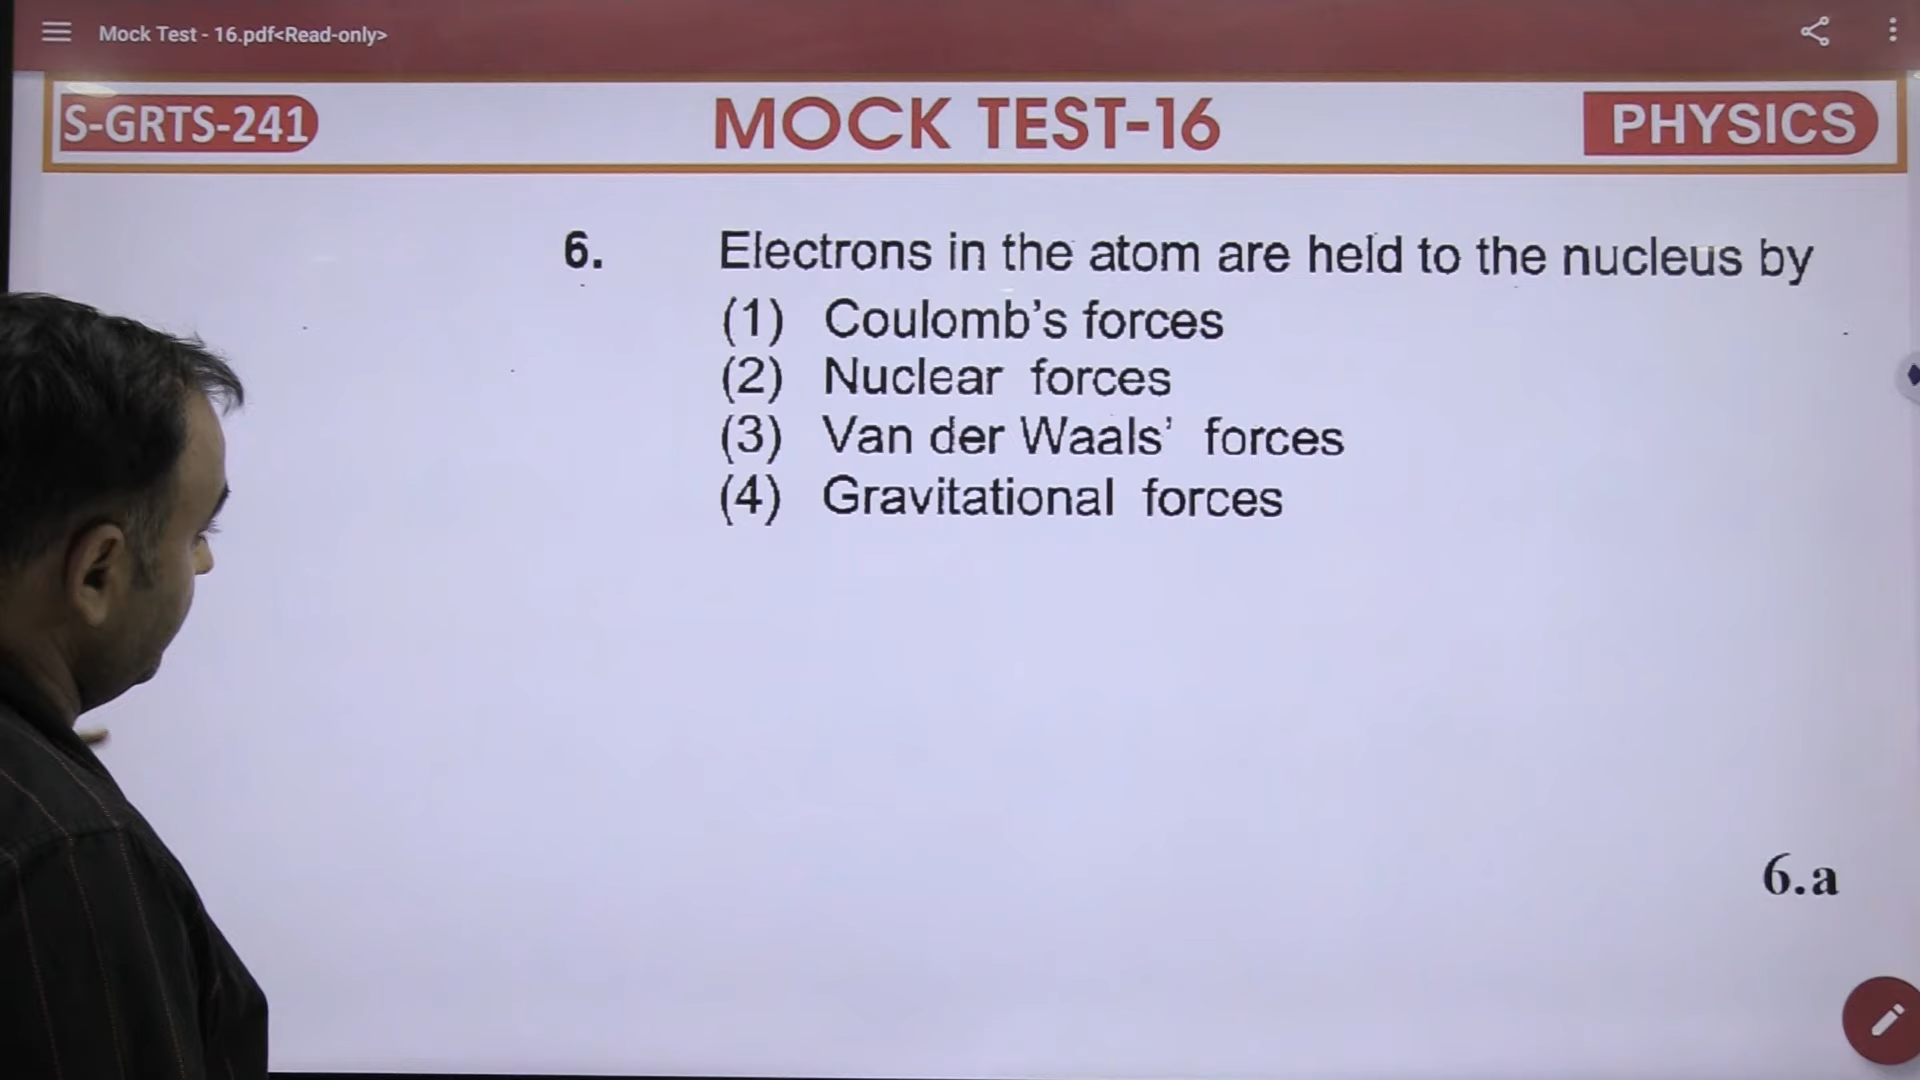 Mock Test - 16.pdf<Read-only>
S-GRTS-241 MOCK TEST-16 PHYSICS
6. Electrons in the atom are held to the nucleus by
(1) Coulomb's forces
(2) Nuclear forces
(3) Van der Waals' forces
(4) Gravitational forces
6.a